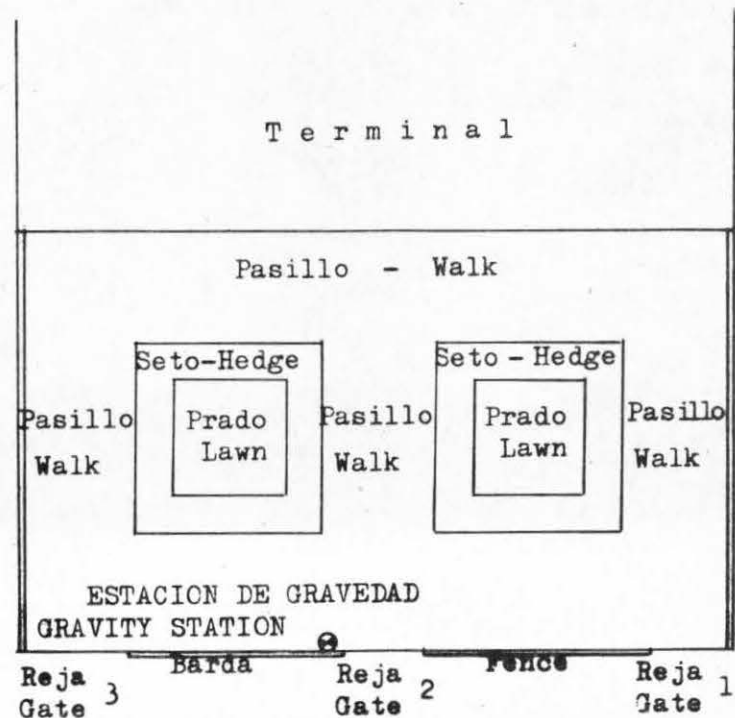 Terminal
Pasillo - Walk
Seto-Hedge
Seto - Hedge
Pasillo
Walk
Prado
Lawn
Pasillo
Walk
Prado
Lawn
Pasillo
Walk
ESTACION DE GRAVEDAD
GRAVITY STATION
Barda
Fence
Reja
Gate 3
Reja
Gate 2
Reja
Gate 1